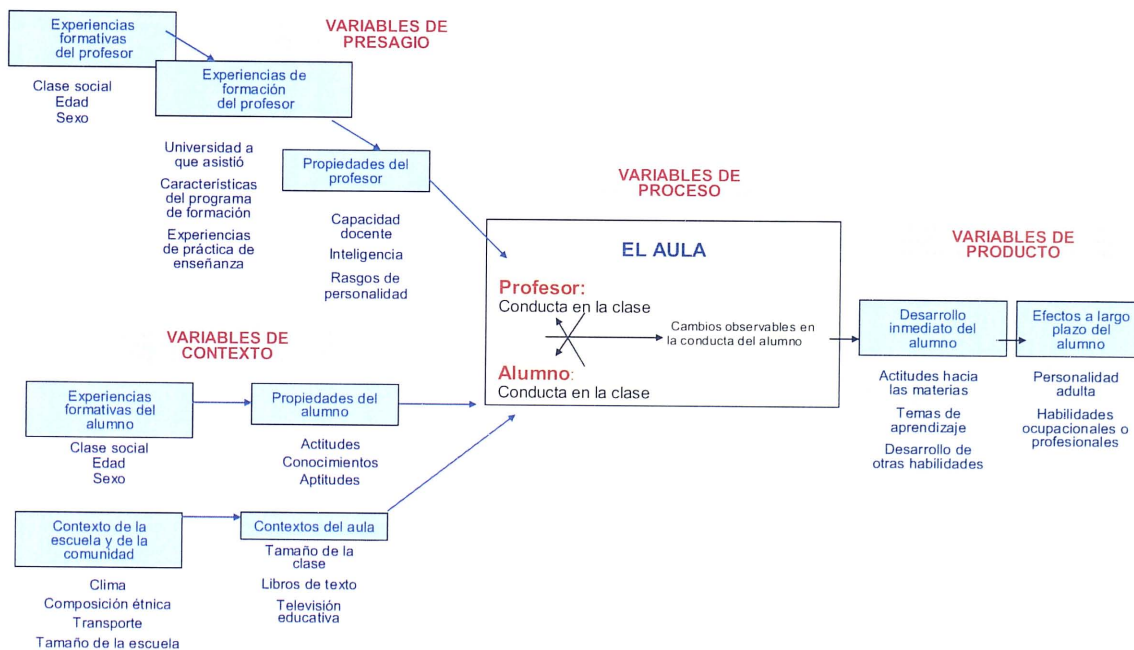 VARIABLES DE
PRESAGIO
Experiencias
formativas
del profesor
Clase social
Edad
Sexo
Experiencias de
formación
del profesor
Universidad a
que asistió
Características
del programa
de formación
Experiencias
de práctica de
enseñanza
Propiedades del
profesor
Capacidad
docente
Inteligencia
Rasgos de
personalidad
VARIABLES DE
CONTEXTO
Experiencias
formativas del
alumno
Clase social
Edad
Sexo
Propiedades del
alumno
Actitudes
Conocimientos
Aptitudes
Contexto de la
escuela y de la
comunidad
Clima
Composición étnica
Transporte
Tamaño de la escuela
Contextos del aula
Tamaño de la
clase
Libros de texto
Televisión
educativa
VARIABLES DE
PROCESO
EL AULA
Profesor:
Conducta en la clase
Cambios observables en
la conducta del alumno
Alumno:
Conducta en la clase
VARIABLES DE
PRODUCTO
Desarrollo
inmediato del
alumno
Actitudes hacia
las materias
Temas de
aprendizaje
Desarrollo de
otras habilidades
Efectos a largo
plazo del
alumno
Personalidad
adulta
Habilidades
ocupacionales o
profesionales